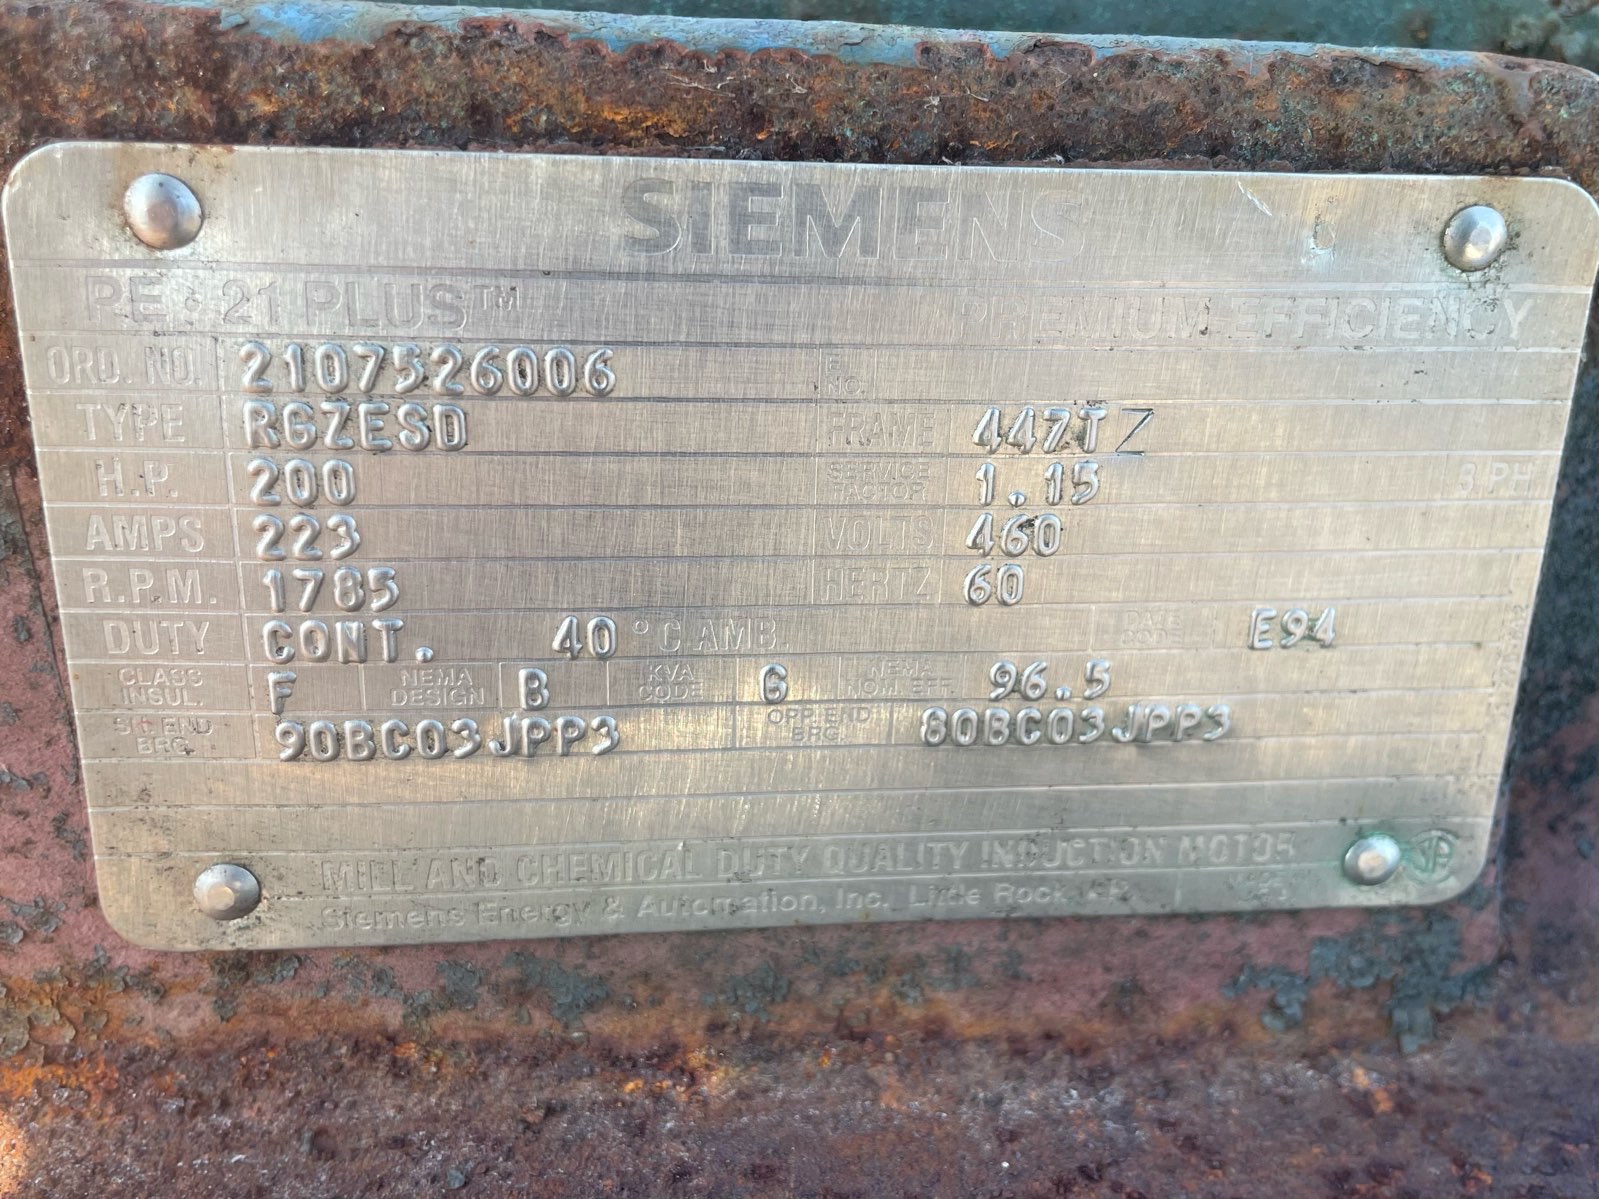 SIEMENS
PE•21 PLUS™ PREMIUM EFFICIENCY
ORD. NO. 2107526006 E NO.
TYPE RGZESD FRAME 447TZ
H.P. 200 SERVICE FACTOR 1.15 3 PH
AMPS 223 VOLTS 460
R.P.M. 1785 HERTZ 60
DUTY CONT. 40 °C AMB. DATE CODE E94
CLASS INSUL. F NEMA DESIGN B KVA CODE G NEMA NOM. EFF. 96.5
SH. END BRG. 90BC03JPP3 OPP. END BRG. 80BC03JPP3
MILL AND CHEMICAL DUTY QUALITY INDUCTION MOTOR
Siemens Energy & Automation, Inc. Little Rock,